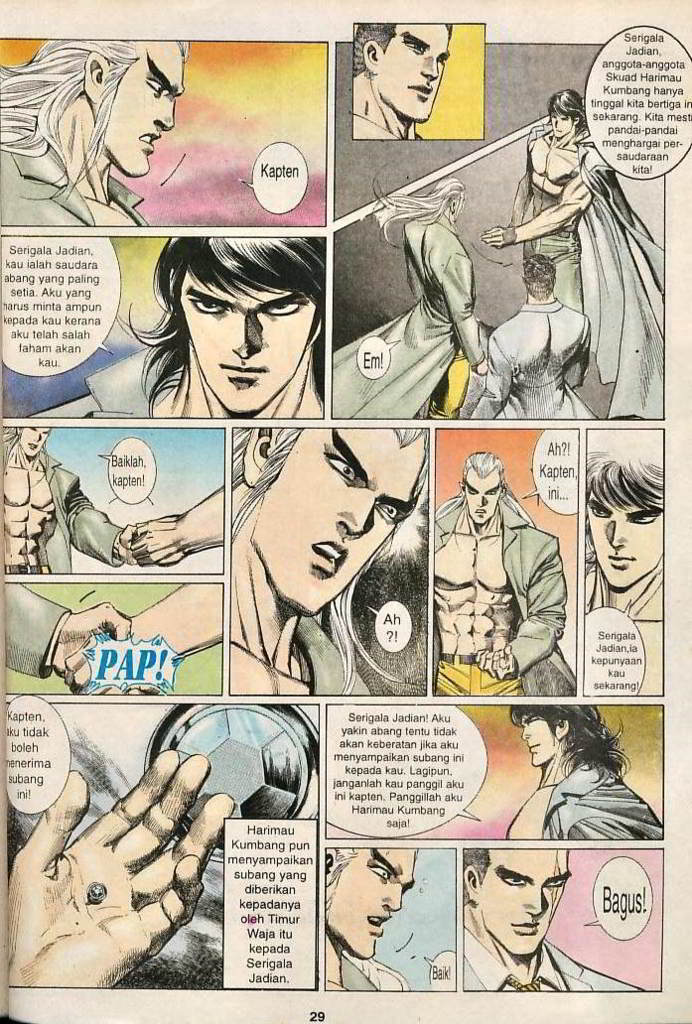 Kapten
Serigala
Jadian,
anggota-anggota
Skuad Harimau
Kumbang hanya
tinggal kita bertiga
sekarang. Kita mesti
pandai-pandai
menghargai per-
saudaraan
kita!
Em!
Serigala Jadian,
kau ialah saudara
abang yang paling
setia. Aku yang
harus minta ampun
kepada kau kerana
aku telah salah
faham akan
kau.
Baiklah,
kapten!
PAP!
Ah
?!
Ah?!
Kapten,
ini...
Serigala
Jadian,ia
kepunyaan
kau
sekarang!
Kapten,
aku tidak
boleh
menerima
subang
ini!
Harimau
Kumbang pun
menyampaikan
subang yang
diberikan
kepadanya
oleh Timur
Waja itu
kepada
Serigala
Jadian.
Serigala Jadian! Aku
yakin abang tentu tidak
akan keberatan jika aku
menyampaikan subang ini
kepada kau. Lagipun,
janganlah kau panggil aku
ini kapten. Panggillah aku
Harimau Kumbang
saja!
Baik!
Bagus!
29